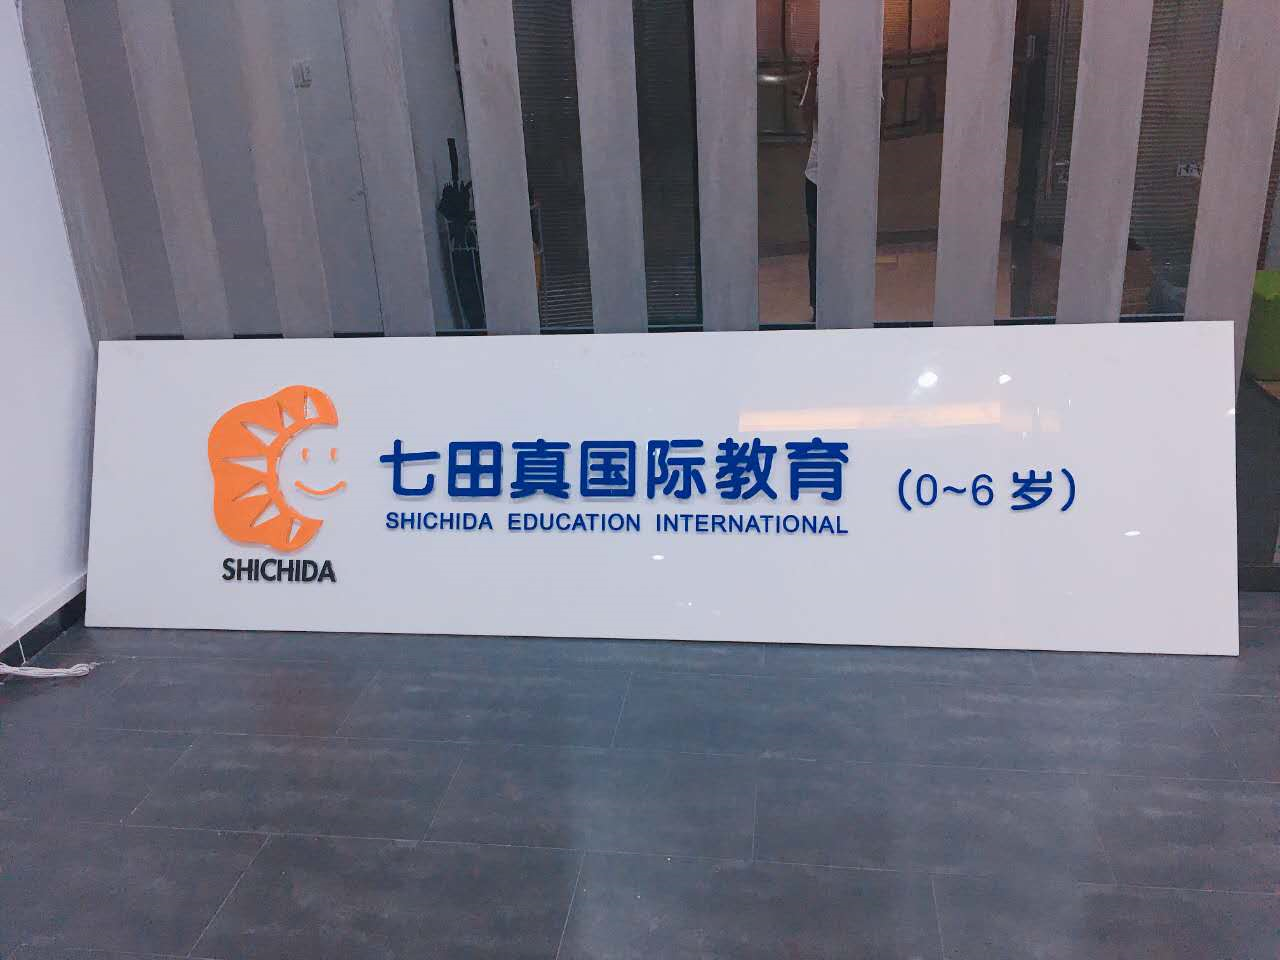 SHICHIDA
七田真国际教育 (0~6 岁)
SHICHIDA EDUCATION INTERNATIONAL